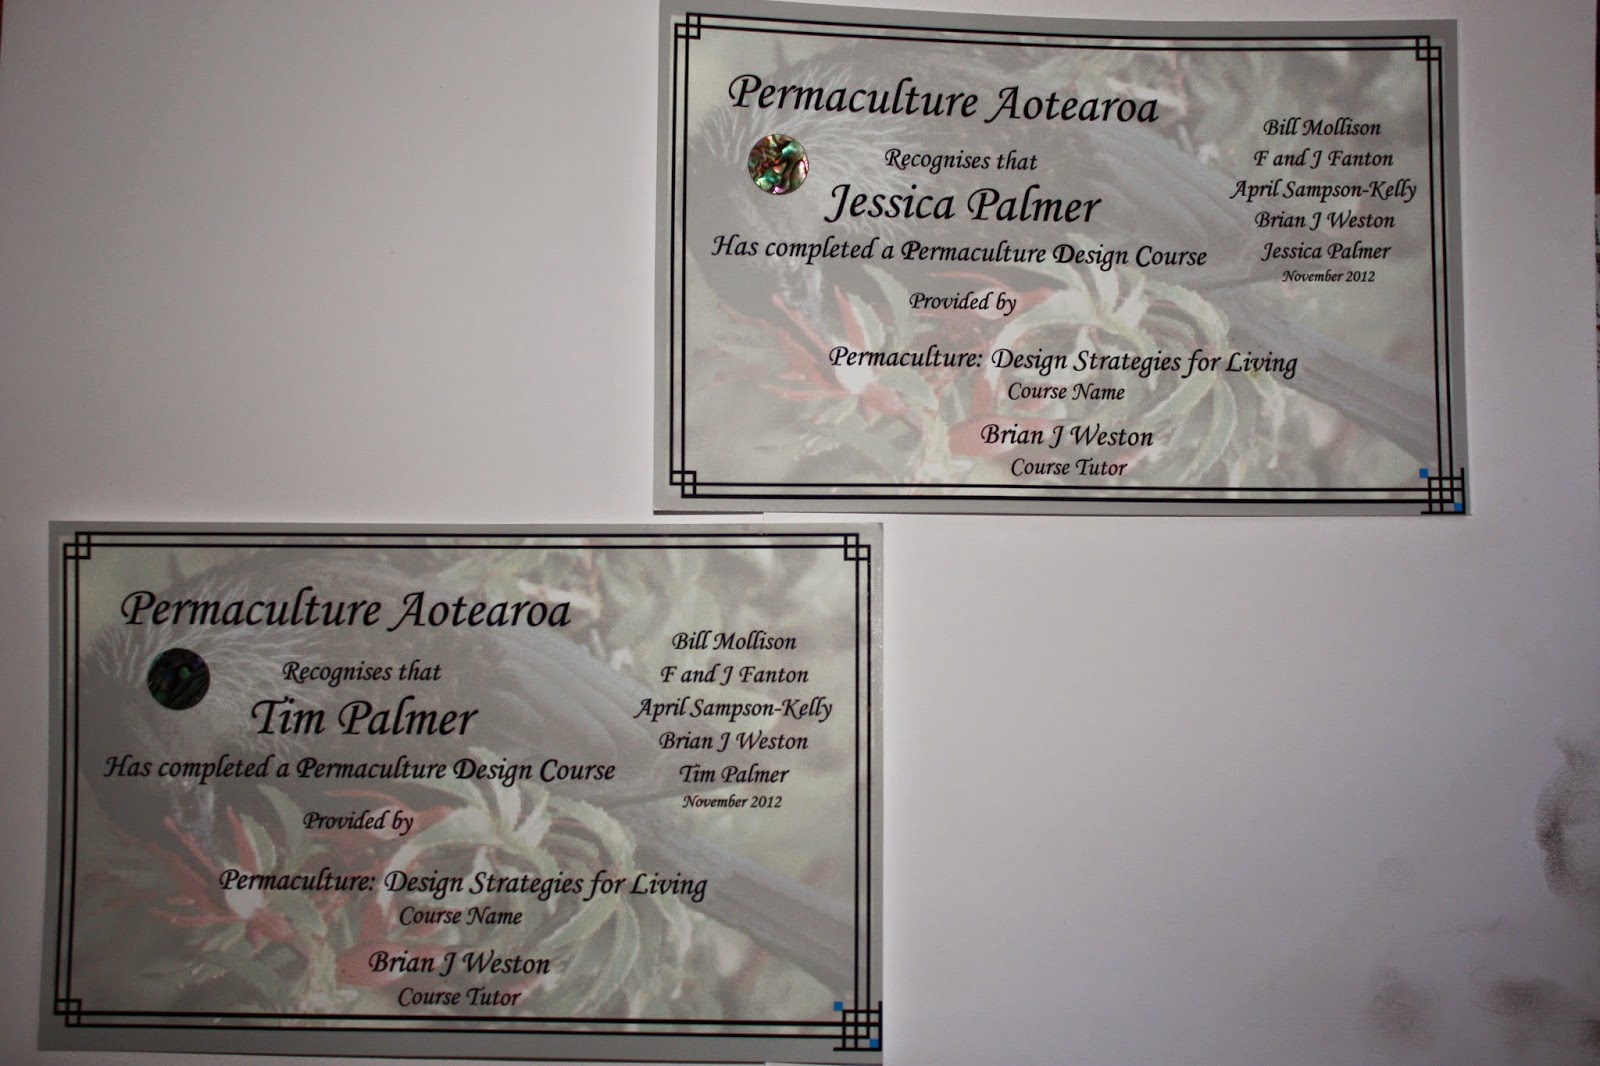 Permaculture Aotearoa
Recognises that
Jessica Palmer
Has completed a Permaculture Design Course
Provided by
Permaculture: Design Strategies for Living
Course Name
Brian J Weston
Course Tutor
Bill Mollison
F and J Fanton
April Sampson-Kelly
Brian J Weston
Jessica Palmer
November 2012
Permaculture Aotearoa
Recognises that
Tim Palmer
Has completed a Permaculture Design Course
Provided by
Permaculture: Design Strategies for Living
Course Name
Brian J Weston
Course Tutor
Bill Mollison
F and J Fanton
April Sampson-Kelly
Brian J Weston
Tim Palmer
November 2012